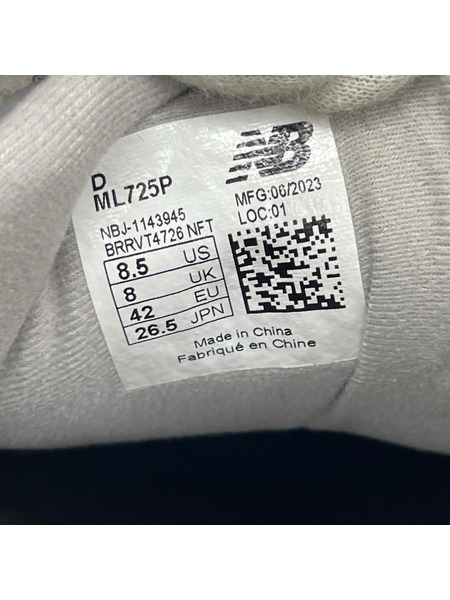 D
ML725P
NB
MFG:06/2023
LOC:01
NBJ-1143945
BRRVT4726 NFT
8.5 US
8 UK
42 EU
26.5 JPN
Made in China
Fabriqué en Chine